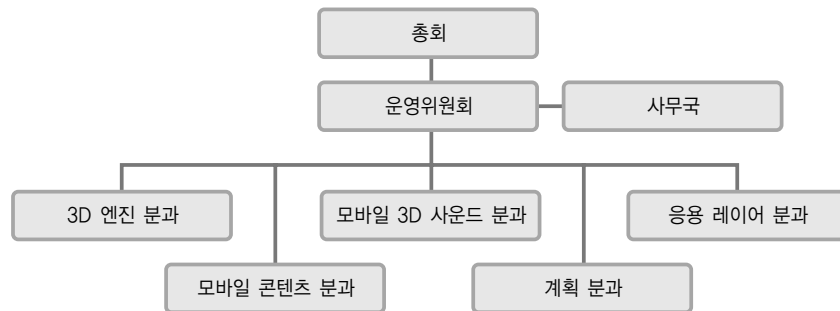 총회
운영위원회
사무국
3D 엔진 분과
모바일 3D 사운드 분과
응용 레이어 분과
모바일 콘텐츠 분과
계획 분과